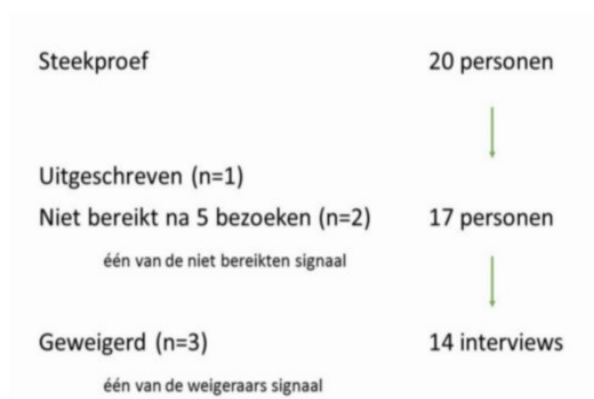 Steekproef 20 personen
Uitgeschreven (n=1)
Niet bereikt na 5 bezoeken (n=2) 17 personen
één van de niet bereikten signaal
Geweigerd (n=3) 14 interviews
één van de weigeraars signaal